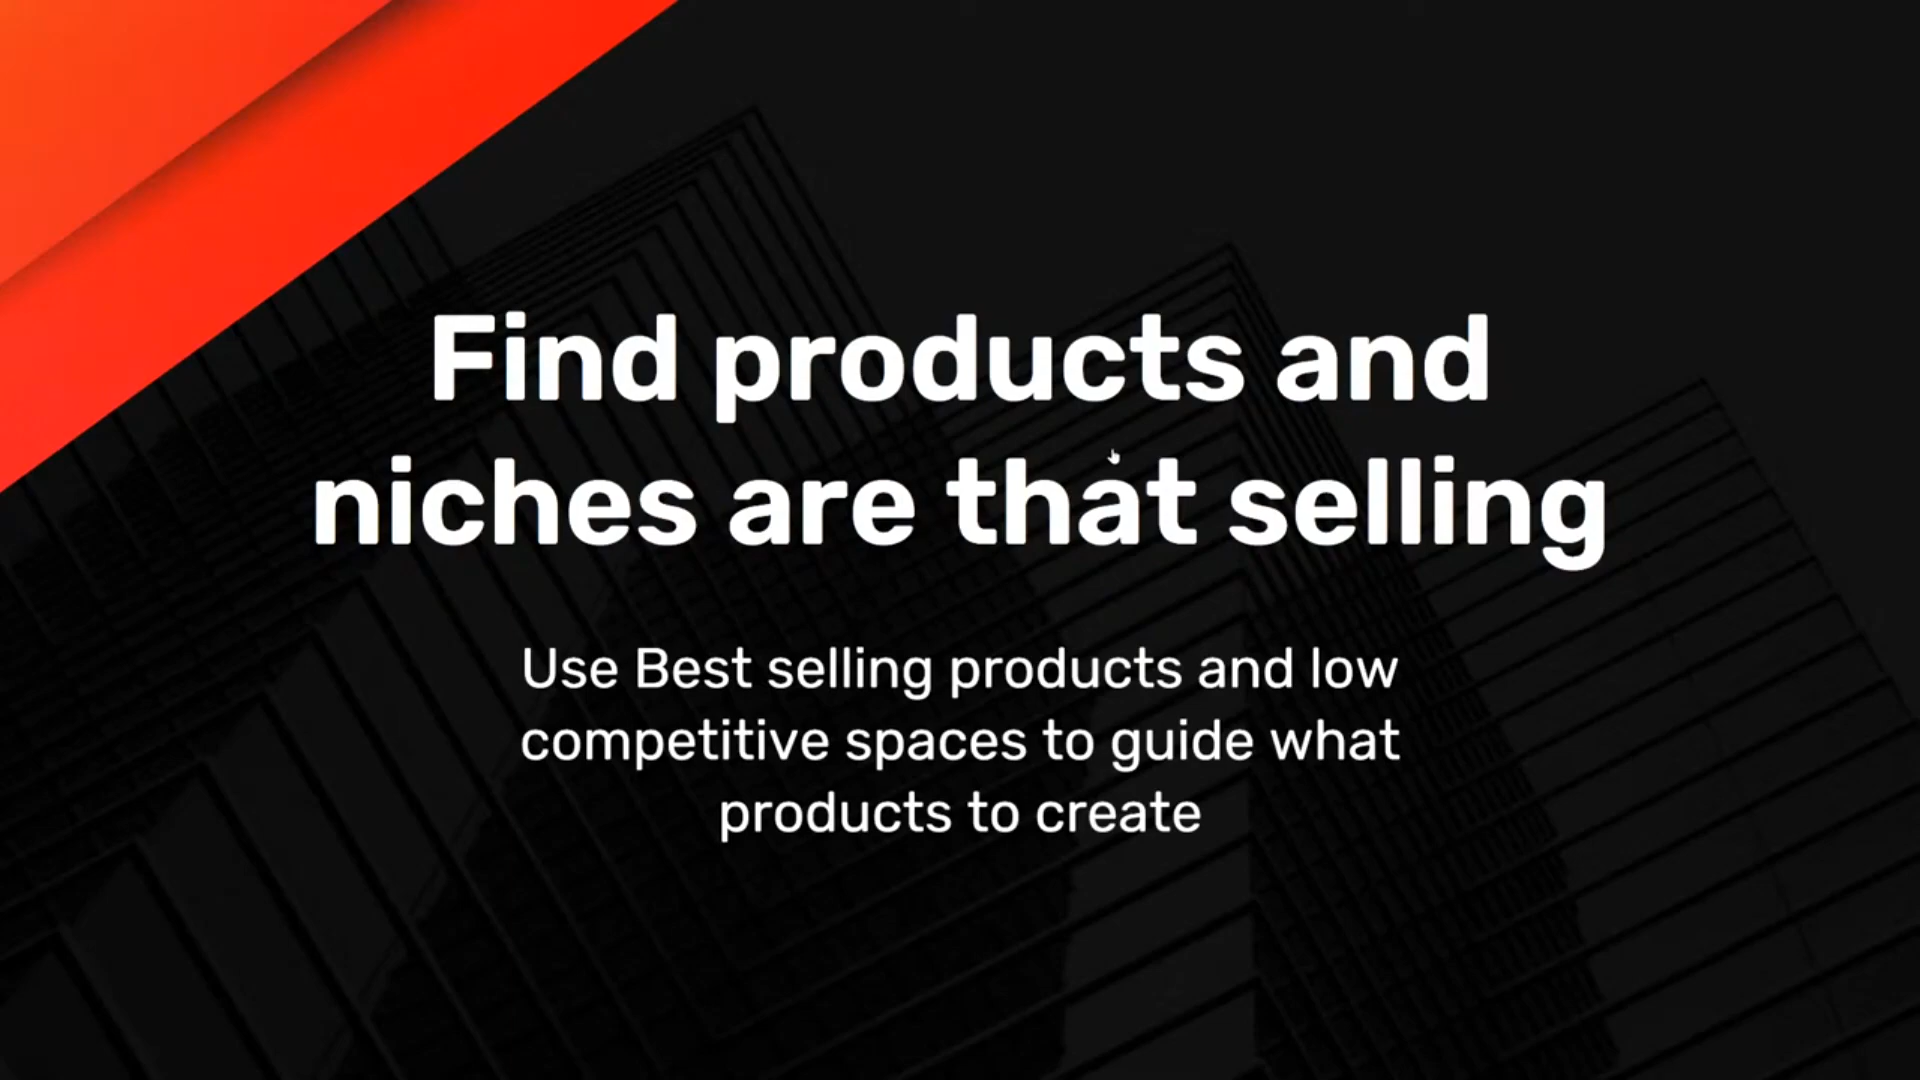 Find products and
niches are that selling
Use Best selling products and low
competitive spaces to guide what
products to create